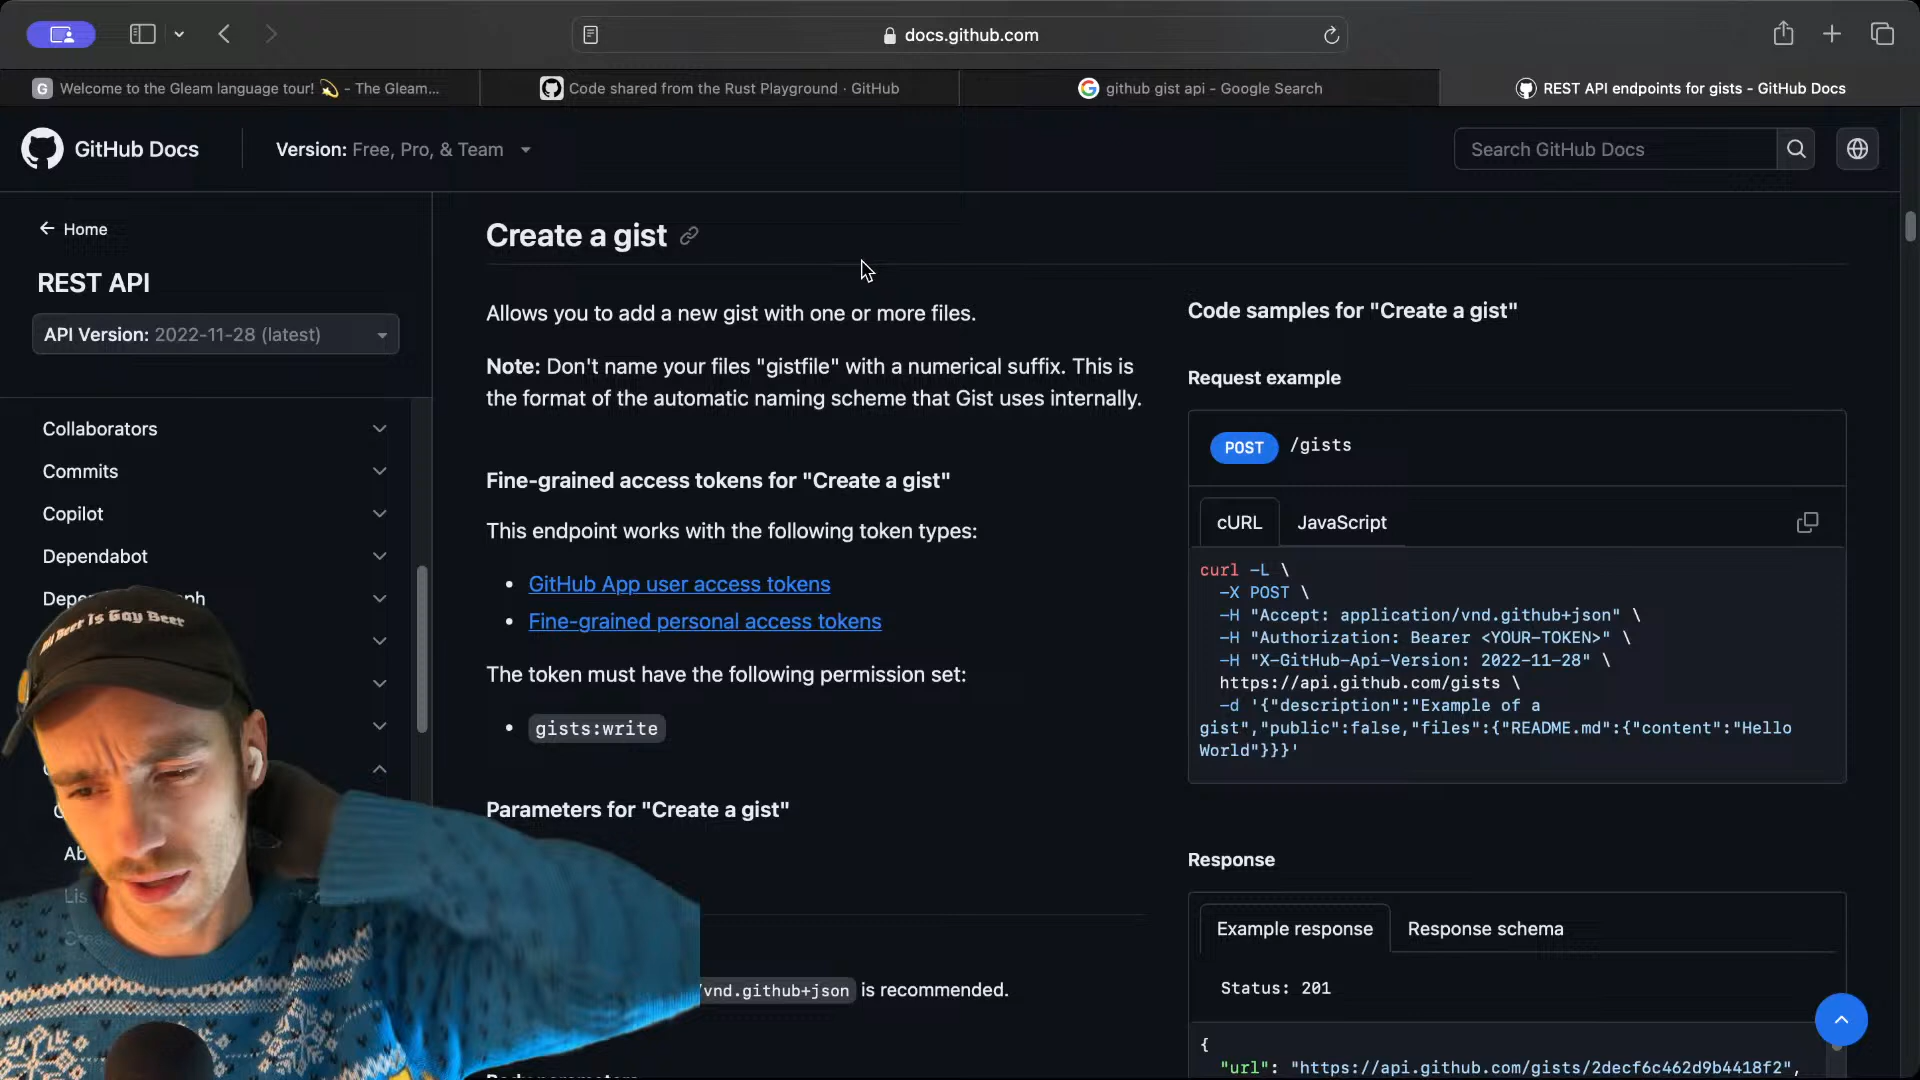 docs.github.com
G Welcome to the Gleam language tour! 💫 - The Gleam...
Code shared from the Rust Playground · GitHub
github gist api - Google Search
REST API endpoints for gists - GitHub Docs
GitHub Docs
Version: Free, Pro, & Team
Search GitHub Docs
Home
REST API
API Version: 2022-11-28 (latest)
Collaborators
Commits
Copilot
Dependabot
Create a gist
Allows you to add a new gist with one or more files.
Note: Don't name your files "gistfile" with a numerical suffix. This is
the format of the automatic naming scheme that Gist uses internally.
Fine-grained access tokens for "Create a gist"
This endpoint works with the following token types:
• GitHub App user access tokens
• Fine-grained personal access tokens
The token must have the following permission set:
• gists:write
Parameters for "Create a gist"
/vnd.github+json is recommended.
Code samples for "Create a gist"
Request example
POST /gists
cURL JavaScript
curl -L \
-X POST \
-H "Accept: application/vnd.github+json" \
-H "Authorization: Bearer <YOUR-TOKEN>" \
-H "X-GitHub-Api-Version: 2022-11-28" \
https://api.github.com/gists \
-d '{"description":"Example of a
gist","public":false,"files":{"README.md":{"content":"Hello
World"}}}'
Response
Example response Response schema
Status: 201
{
"url": "https://api.github.com/gists/2decf6c462d9b4418f2",
Beer Is Gay Beer